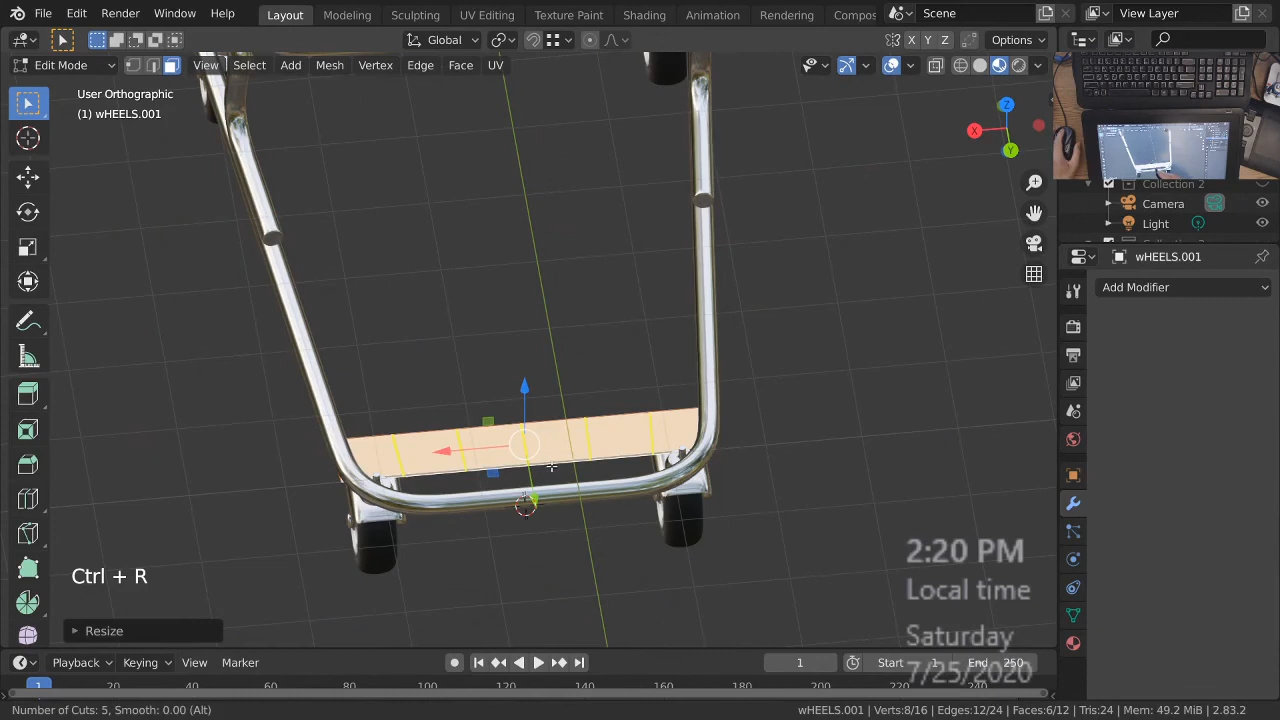 File Edit Render Window Help Layout Modeling Sculpting UV Editing Texture Paint Shading Animation Rendering Compos Scene View Layer
Global Options
X Y Z
Edit Mode View Select Add Mesh Vertex Edge Face UV
User Orthographic
(1) wHEELS.001
Z
X
Y
Collection 2
Camera
Light
wHEELS.001
Add Modifier
Ctrl + R
Resize
2:20 PM
Local time
Saturday
7/25/2020
Playback Keying View Marker 1 Start 1 End 250
1 20 40 60 80 100 120 140 160 180 200 220 240
Number of Cuts: 5, Smooth: 0.00 (Alt) wHEELS.001 | Verts:8/16 | Edges:12/24 | Faces:6/12 | Tris:24 | Mem: 49.2 MiB | 2.83.2